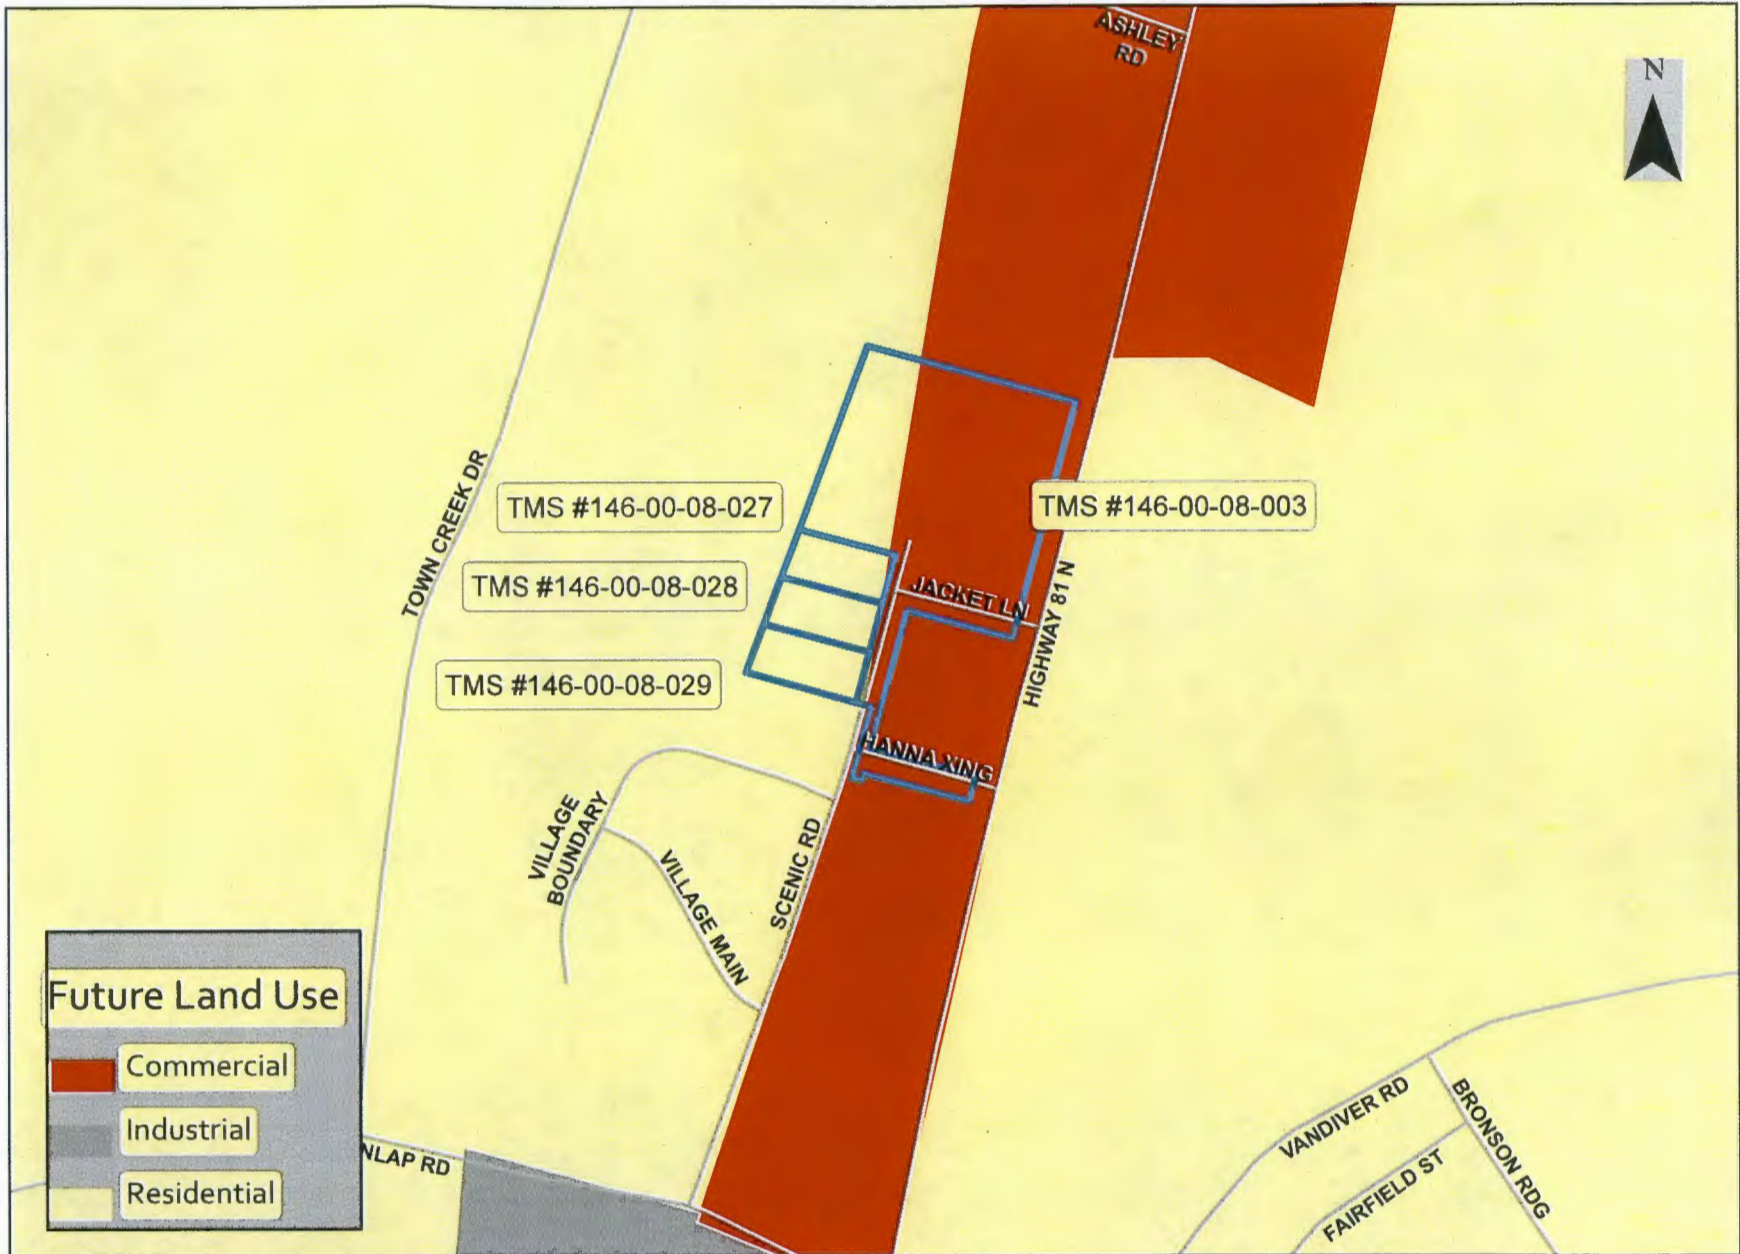 ASHLEY
RD
N
TOWN CREEK DR
TMS #146-00-08-027
TMS #146-00-08-003
TMS #146-00-08-028
JACKET LN
HIGHWAY 81 N
TMS #146-00-08-029
HANNA XING
VILLAGE
BOUNDARY
VILLAGE MAIN
SCENIC RD
Future Land Use
Commercial
Industrial
Residential
NLAP RD
VANDIVER RD
BRONSON RDG
FAIRFIELD ST